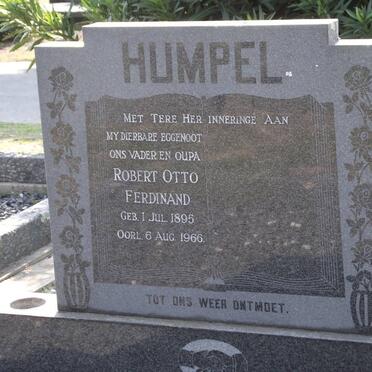 HUMPEL
MET TERE HER INNERINGE AAN
MY DIERBARE EGGENOOT
ONS VADER EN OUPA
ROBERT OTTO
FERDINAND
GEB. 1 JUL. 1895
OORL. 6 AUG. 1966.
TOT ONS WEER ONTMOET.